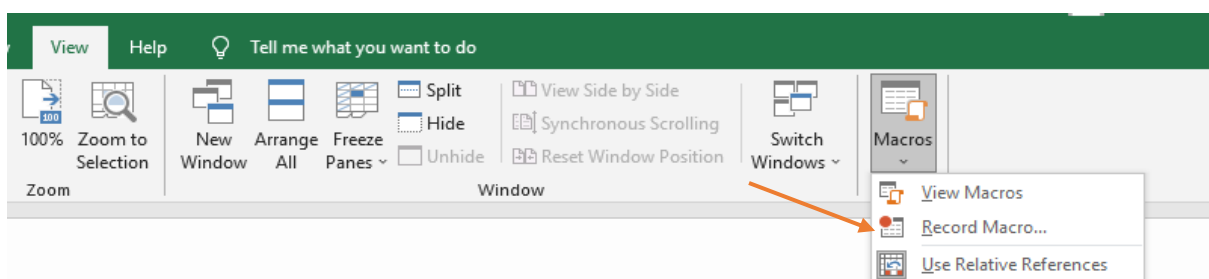 View Help Tell me what you want to do
100% Zoom to Selection
New Window
Arrange All
Freeze Panes
Split
Hide
Unhide
View Side by Side
Synchronous Scrolling
Reset Window Position
Switch Windows
Macros
Zoom
Window
View Macros
Record Macro...
Use Relative References